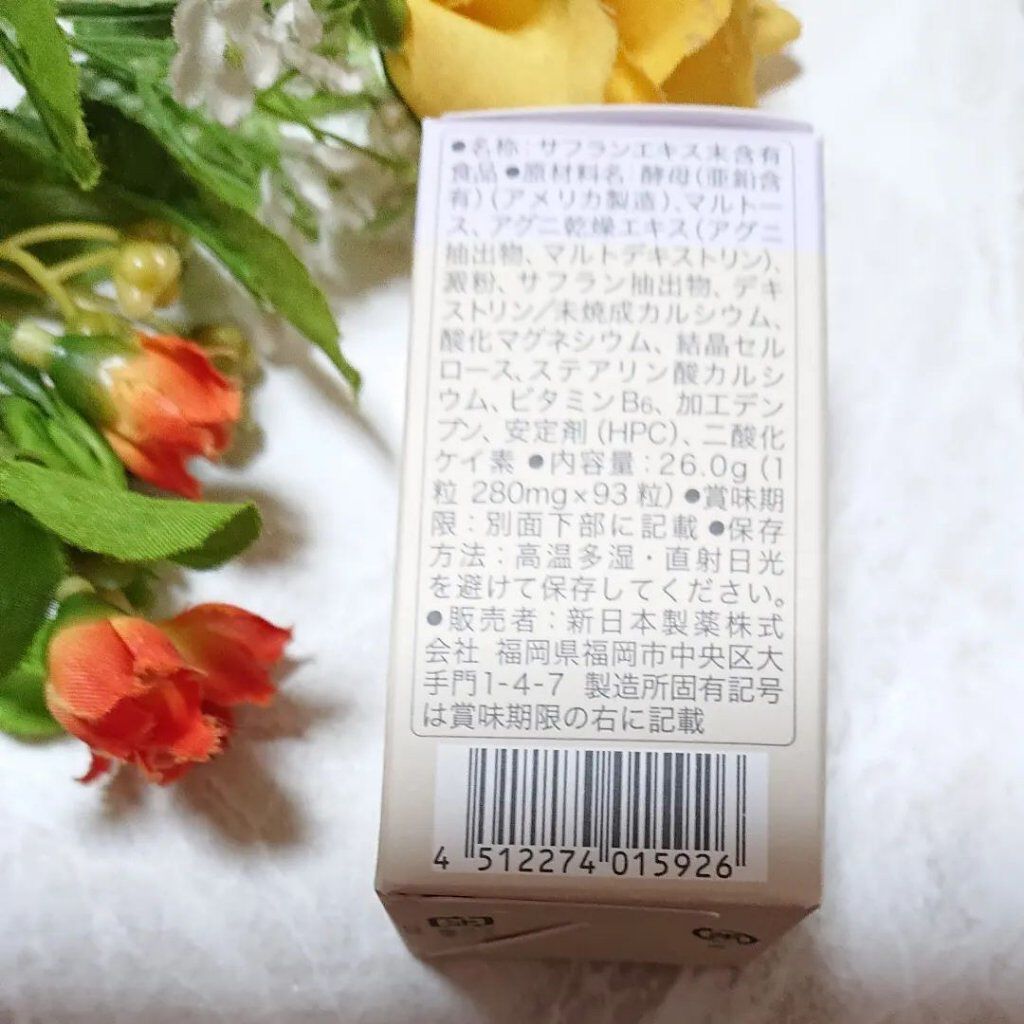 ●名称：サフランエキス末含有
食品 ●原材料名 酵母（亜鉛含
有）（アメリカ製造）、マルトー
ス、アグニ乾燥エキス（アグニ
抽出物、マルトデキストリン）、
澱粉、サフラン抽出物、デキ
ストリン/未焼成カルシウム、
酸化マグネシウム、結晶セル
ロース、ステアリン酸カルシ
ウム、ビタミンB6、加工デン
プン、安定剤（HPC）、二酸化
ケイ素 ●内容量：26.0g（1
粒 280mg×93粒）●賞味期
限：別面下部に記載 ●保存
方法：高温多湿・直射日光
を避けて保存してください。
●販売者：新日本製薬株式
会社 福岡県福岡市中央区大
手門1-4-7 製造所固有記号
は賞味期限の右に記載
4 512274 015926